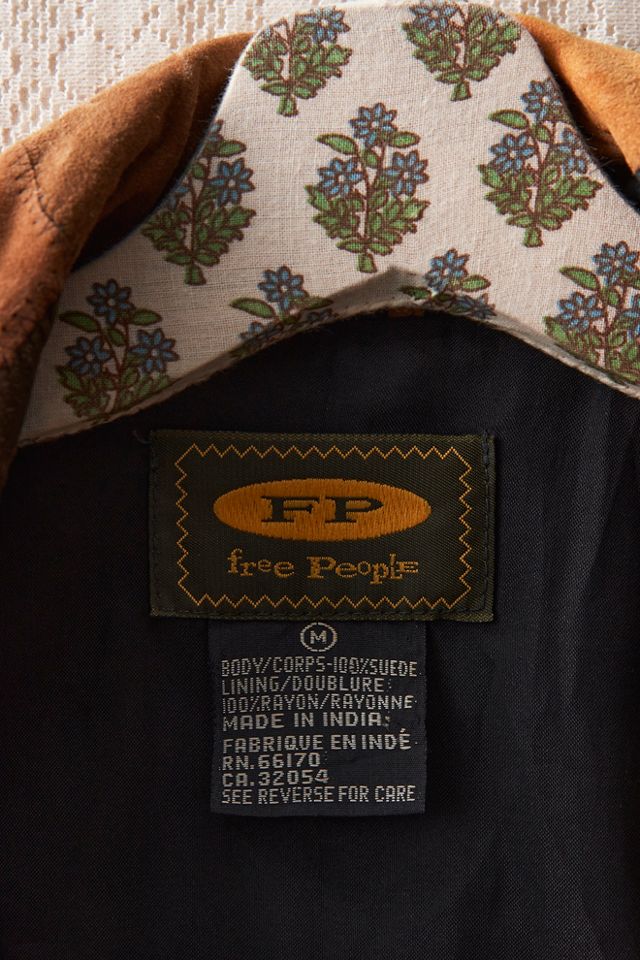 FP
free People
M
BODY/CORPS-100%SUEDE
LINING/DOUBLURE:
100%RAYON/RAYONNE
MADE IN INDIA:
FABRIQUE EN INDÉ
RN.66170
CA.32054
SEE REVERSE FOR CARE